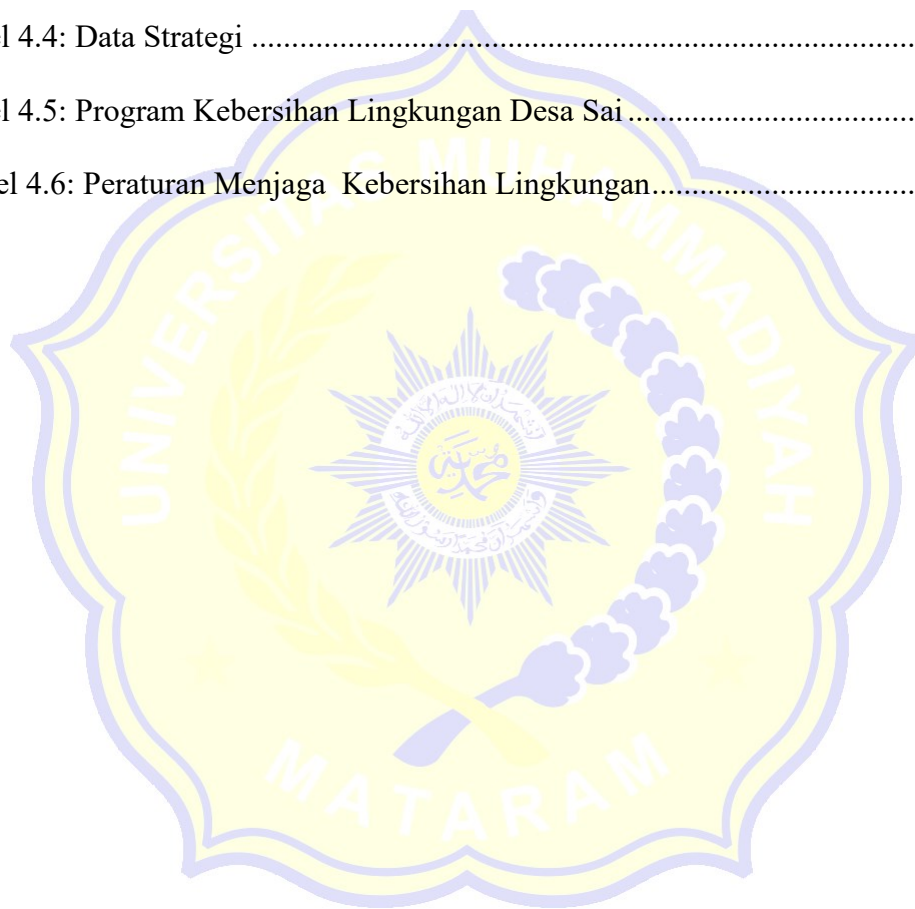 el 4.4: Data Strategi ....................................................................................
el 4.5: Program Kebersihan Lingkungan Desa Sai ....................................
el 4.6: Peraturan Menjaga  Kebersihan Lingkungan.................................
UNIVERSITAS MUHAMMADIYAH
محمدية
MATARAM